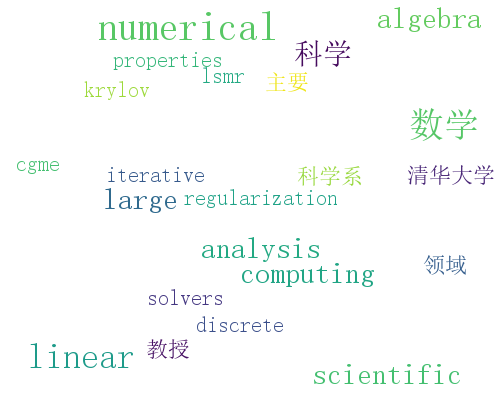 numerical
algebra
科学
properties
lsmr
主要
krylov
数学
cgme
iterative
科学系
清华大学
large
regularization
analysis
computing
领域
solvers
discrete
linear
教授
scientific